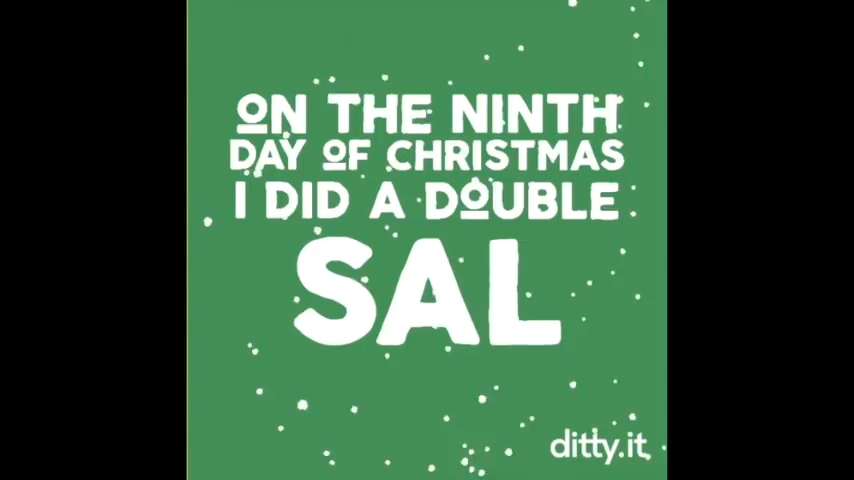 ON THE NINTH
DAY OF CHRISTMAS
I DID A DOUBLE
SAL
ditty.it